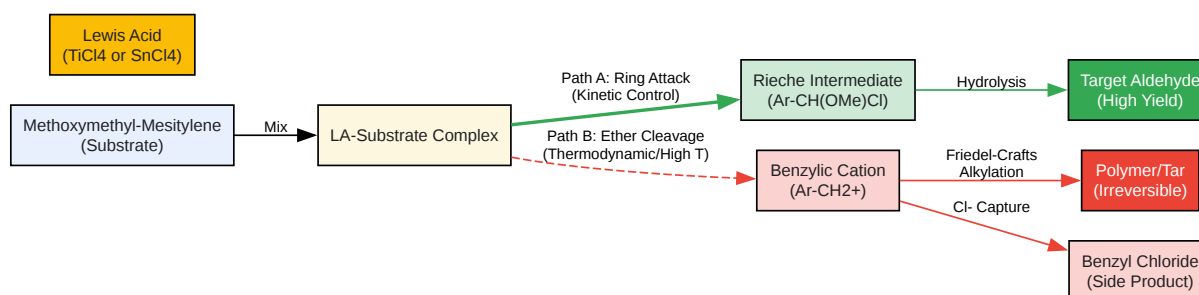 Lewis Acid
(TiCl4 or SnCl4)
Methoxymethyl-Mesitylene
(Substrate)
Mix
LA-Substrate Complex
Path A: Ring Attack
(Kinetic Control)
Path B: Ether Cleavage
(Thermodynamic/High T)
Rieche Intermediate
(Ar-CH(OMe)Cl)
Hydrolysis
Target Aldehyde
(High Yield)
Benzylic Cation
(Ar-CH2+)
Friedel-Crafts
Alkylation
Polymer/Tar
(Irreversible)
Cl- Capture
Benzyl Chloride
(Side Product)